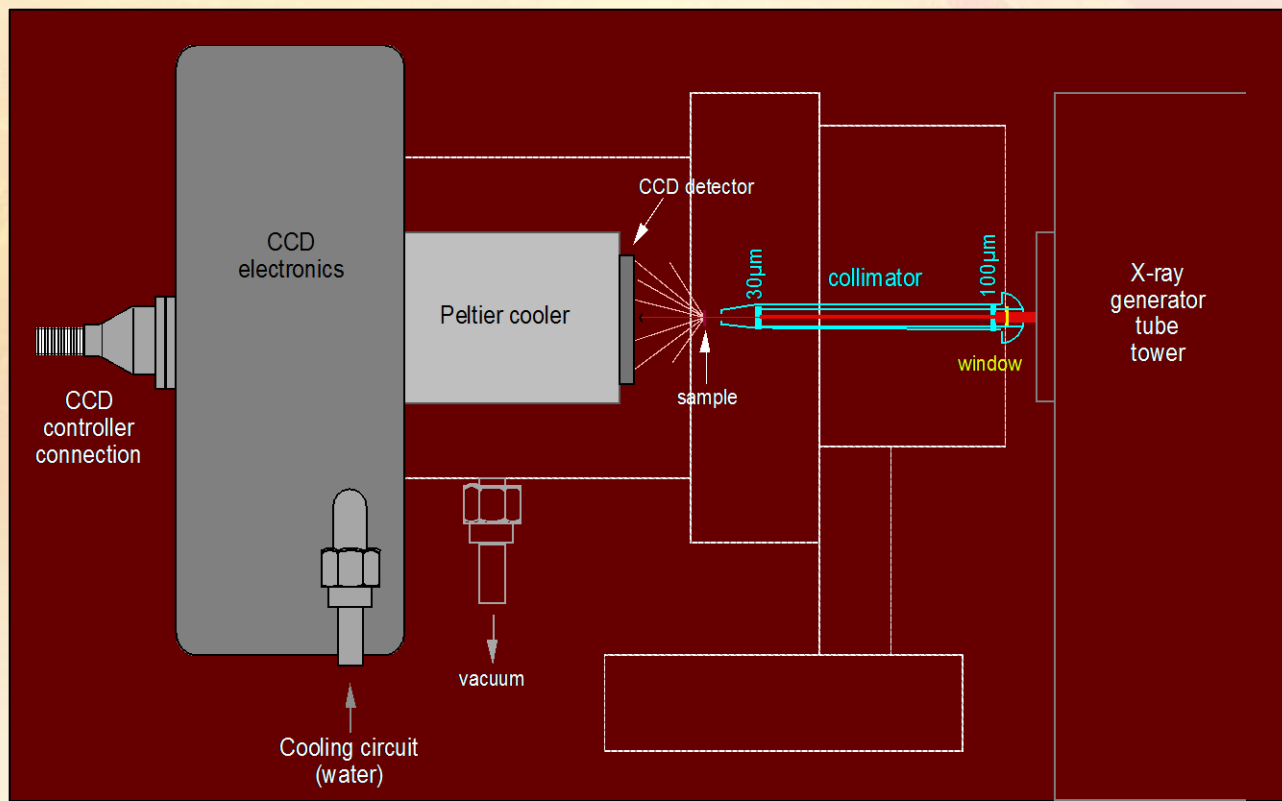 CCD detector
CCD
electronics
30µm
collimator
100µm
X-ray
generator
tube
tower
Peltier cooler
window
sample
CCD
controller
connection
vacuum
Cooling circuit
(water)